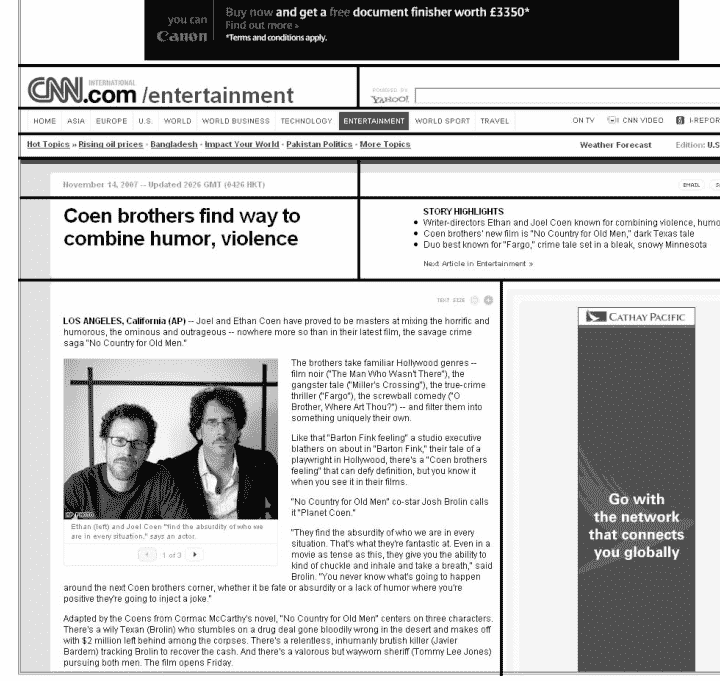 you can
Canon
Buy now and get a free document finisher worth £3350*
Find out more »
*Terms and conditions apply.
CNN.com INTERNATIONAL /entertainment
POWERED BY
YAHOO!
HOME ASIA EUROPE U.S. WORLD WORLD BUSINESS TECHNOLOGY ENTERTAINMENT WORLD SPORT TRAVEL ON TV CNN VIDEO I-REPOR
Hot Topics » Rising oil prices · Bangladesh · Impact Your World · Pakistan Politics · More Topics Weather Forecast Edition: U.S
November 14, 2007 -- Updated 2026 GMT (0426 HKT) EMAIL
Coen brothers find way to
combine humor, violence
STORY HIGHLIGHTS
• Writer-directors Ethan and Joel Coen known for combining violence, humo
• Coen brothers' new film is "No Country for Old Men," dark Texas tale
• Duo best known for "Fargo," crime tale set in a bleak, snowy Minnesota
Next Article in Entertainment »
TEXT SIZE
LOS ANGELES, California (AP) -- Joel and Ethan Coen have proved to be masters at mixing the horrific and
humorous, the ominous and outrageous -- nowhere more so than in their latest film, the savage crime
saga "No Country for Old Men."
The brothers take familiar Hollywood genres --
film noir ("The Man Who Wasn't There"), the
gangster tale ("Miller's Crossing"), the true-crime
thriller ("Fargo"), the screwball comedy ("O
Brother, Where Art Thou?") -- and filter them into
something uniquely their own.
Like that "Barton Fink feeling" a studio executive
blathers on about in "Barton Fink," their tale of a
playwright in Hollywood, there's a "Coen brothers
feeling" that can defy definition, but you know it
when you see it in their films.
"No Country for Old Men" co-star Josh Brolin calls
it "Planet Coen."
AP PHOTO
Ethan (left) and Joel Coen "find the absurdity of who we
are in every situation," says an actor.
1 of 3
"They find the absurdity of who we are in every
situation. That's what they're fantastic at. Even in a
movie as tense as this, they give you the ability to
kind of chuckle and inhale and take a breath," said
Brolin. "You never know what's going to happen
around the next Coen brothers corner, whether it be fate or absurdity or a lack of humor where you're
positive they're going to inject a joke."
Adapted by the Coens from Cormac McCarthy's novel, "No Country for Old Men" centers on three characters.
There's a wily Texan (Brolin) who stumbles on a drug deal gone bloodily wrong in the desert and makes off
with $2 million left behind among the corpses. There's a relentless, inhumanly brutish killer (Javier
Bardem) tracking Brolin to recover the cash. And there's a valorous but wayworn sheriff (Tommy Lee Jones)
pursuing both men. The film opens Friday.
CATHAY PACIFIC
Go with
the network
that connects
you globally